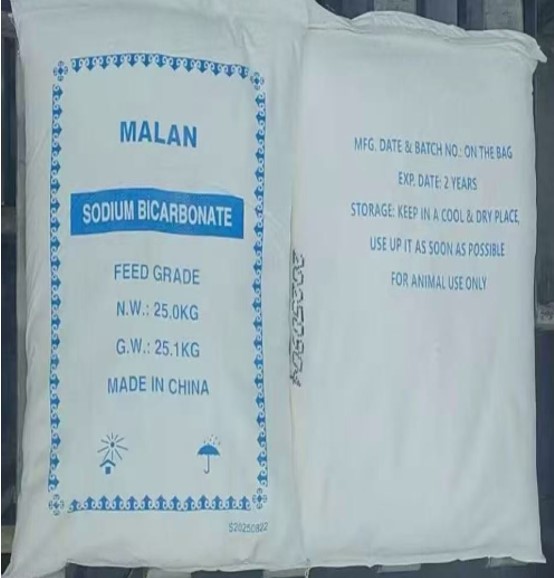 MALAN
SODIUM BICARBONATE
FEED GRADE
N.W.: 25.0KG
G.W.: 25.1KG
MADE IN CHINA
S20250822
MFG. DATE & BATCH NO.: ON THE BAG
EXP. DATE: 2 YEARS
STORAGE: KEEP IN A COOL & DRY PLACE,
USE UP IT AS SOON AS POSSIBLE
FOR ANIMAL USE ONLY